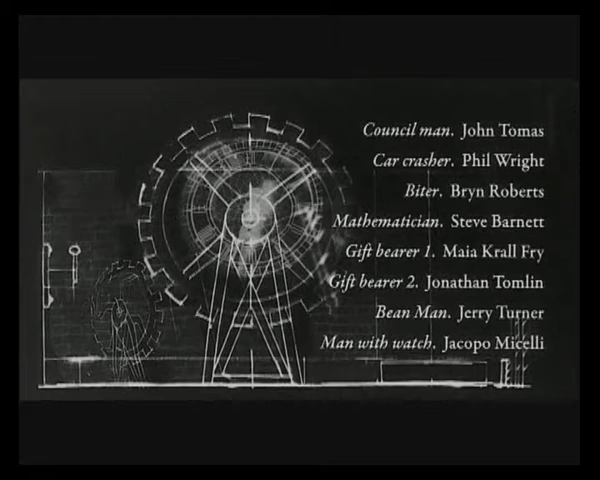 Council man. John Tomas
Car crasher. Phil Wright
Biter. Bryn Roberts
Mathematician. Steve Barnett
Gift bearer 1. Maia Krall Fry
Gift bearer 2. Jonathan Tomlin
Bean Man. Jerry Turner
Man with watch. Jacopo Micelli